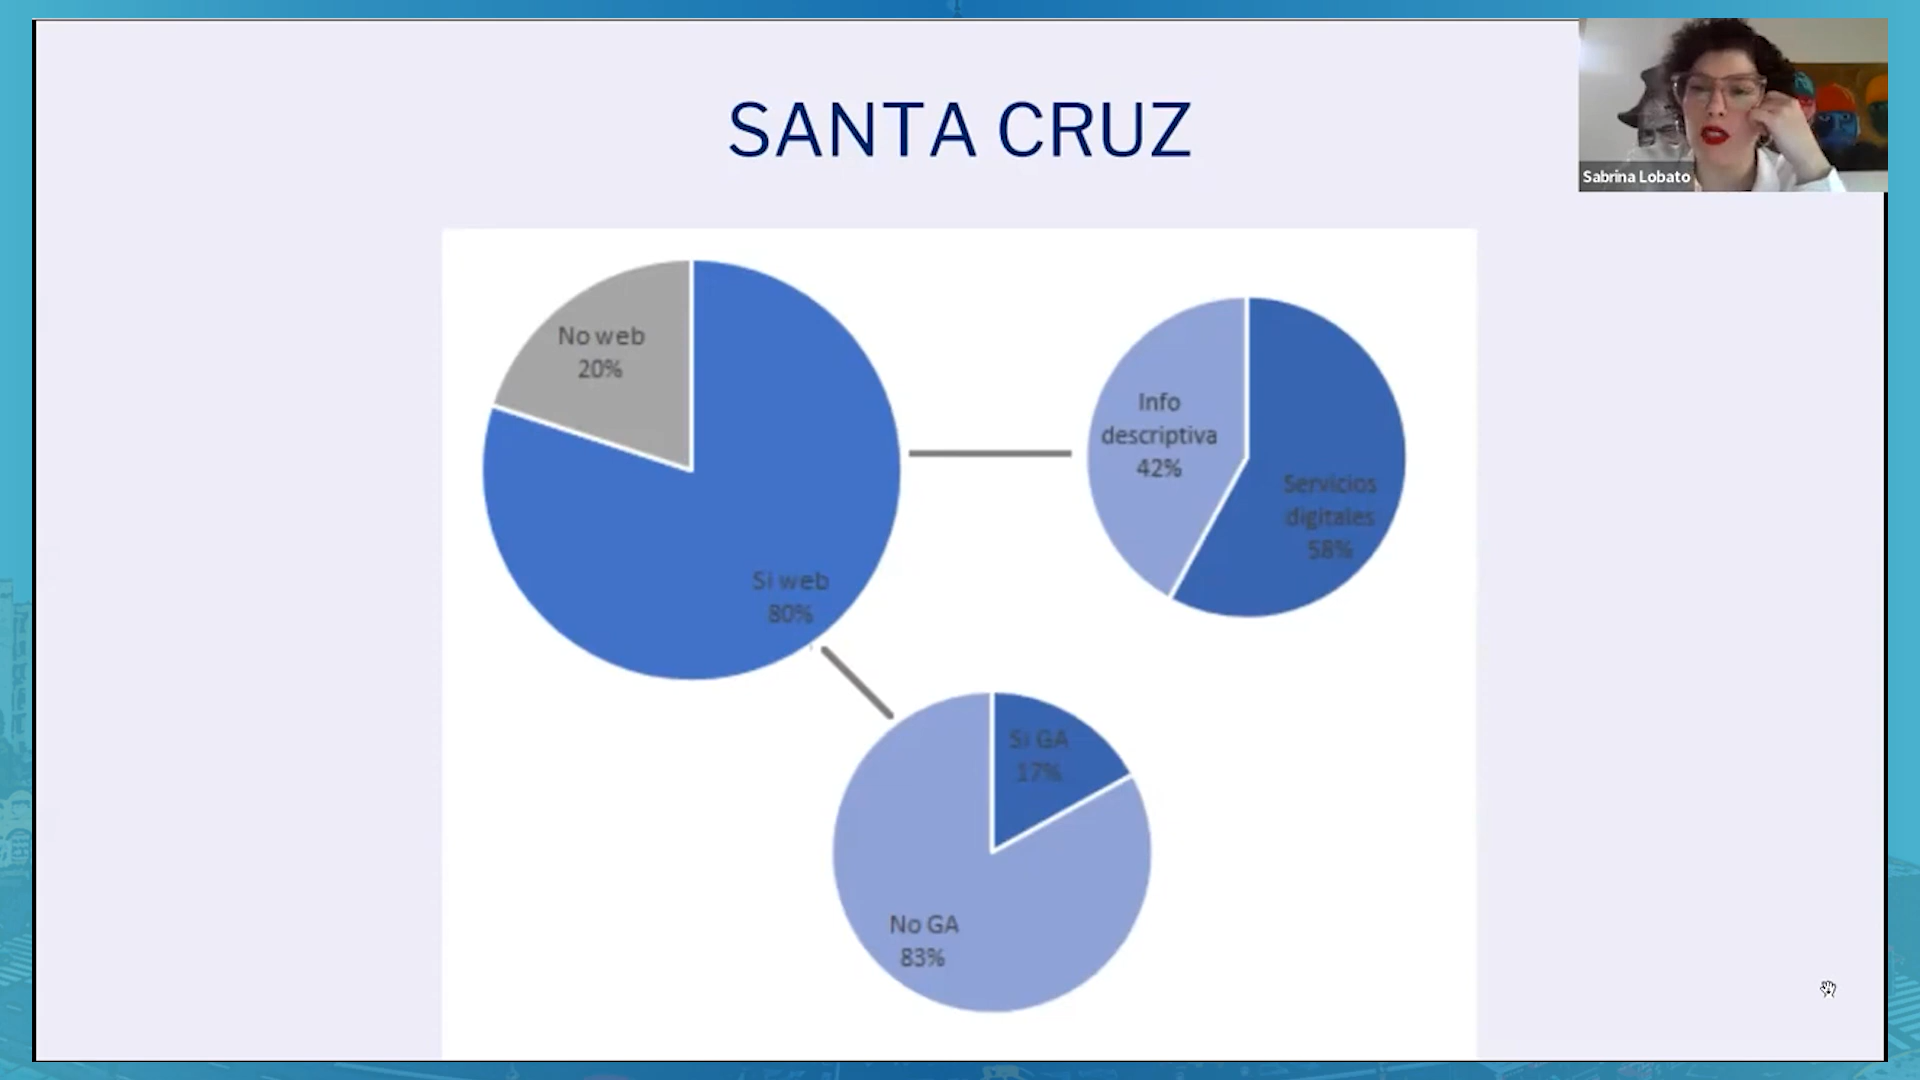 SANTA CRUZ
Sabrina Lobato
No web
20%
Si web
80%
Info
descriptiva
42%
Servicios
digitales
58%
Si GA
17%
No GA
83%